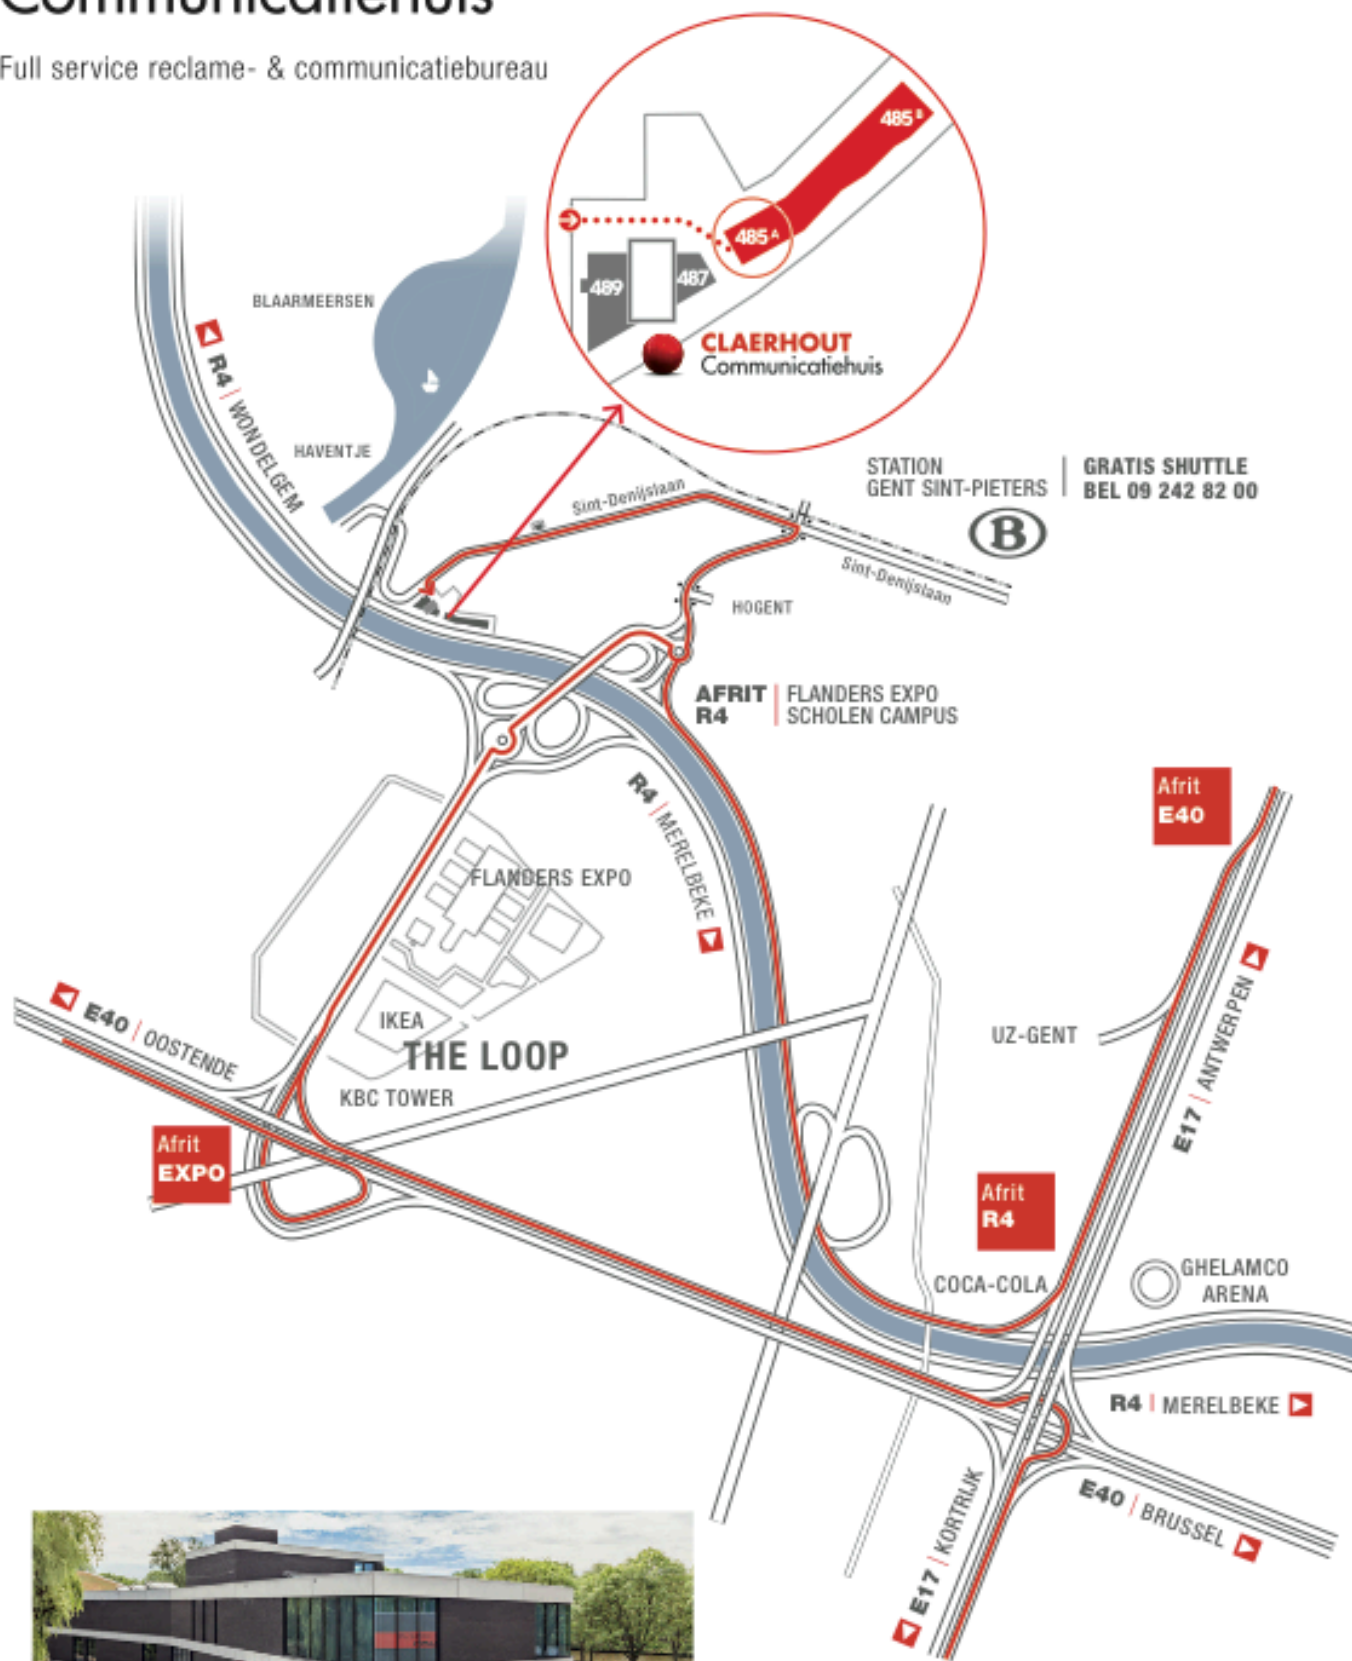 Communicatiehuis
Full service reclame- & communicatiebureau
485 B
485 A
489
487
CLAERHOUT
Communicatiehuis
BLAARMEERSEN
R4 | WONDELGEM
HAVENTJE
STATION
GENT SINT-PIETERS
GRATIS SHUTTLE
BEL 09 242 82 00
B
Sint-Denijslaan
Sint-Denijslaan
HOGENT
AFRIT
R4
FLANDERS EXPO
SCHOLEN CAMPUS
R4 | MERELBEKE
Afrit
E40
FLANDERS EXPO
E40 | OOSTENDE
IKEA
THE LOOP
KBC TOWER
UZ-GENT
E17 | ANTWERPEN
Afrit
EXPO
Afrit
R4
COCA-COLA
GHELAMCO
ARENA
R4 | MERELBEKE
E40 | BRUSSEL
E17 | KORTRIJK